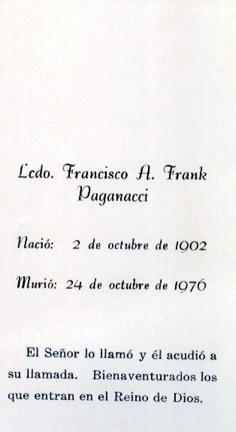 Lcdo. Francisco A. Frank
Paganacci
Nació: 2 de octubre de 1902
Murió: 24 de octubre de 1976
El Señor lo llamó y él acudió a
su llamada. Bienaventurados los
que entran en el Reino de Dios.